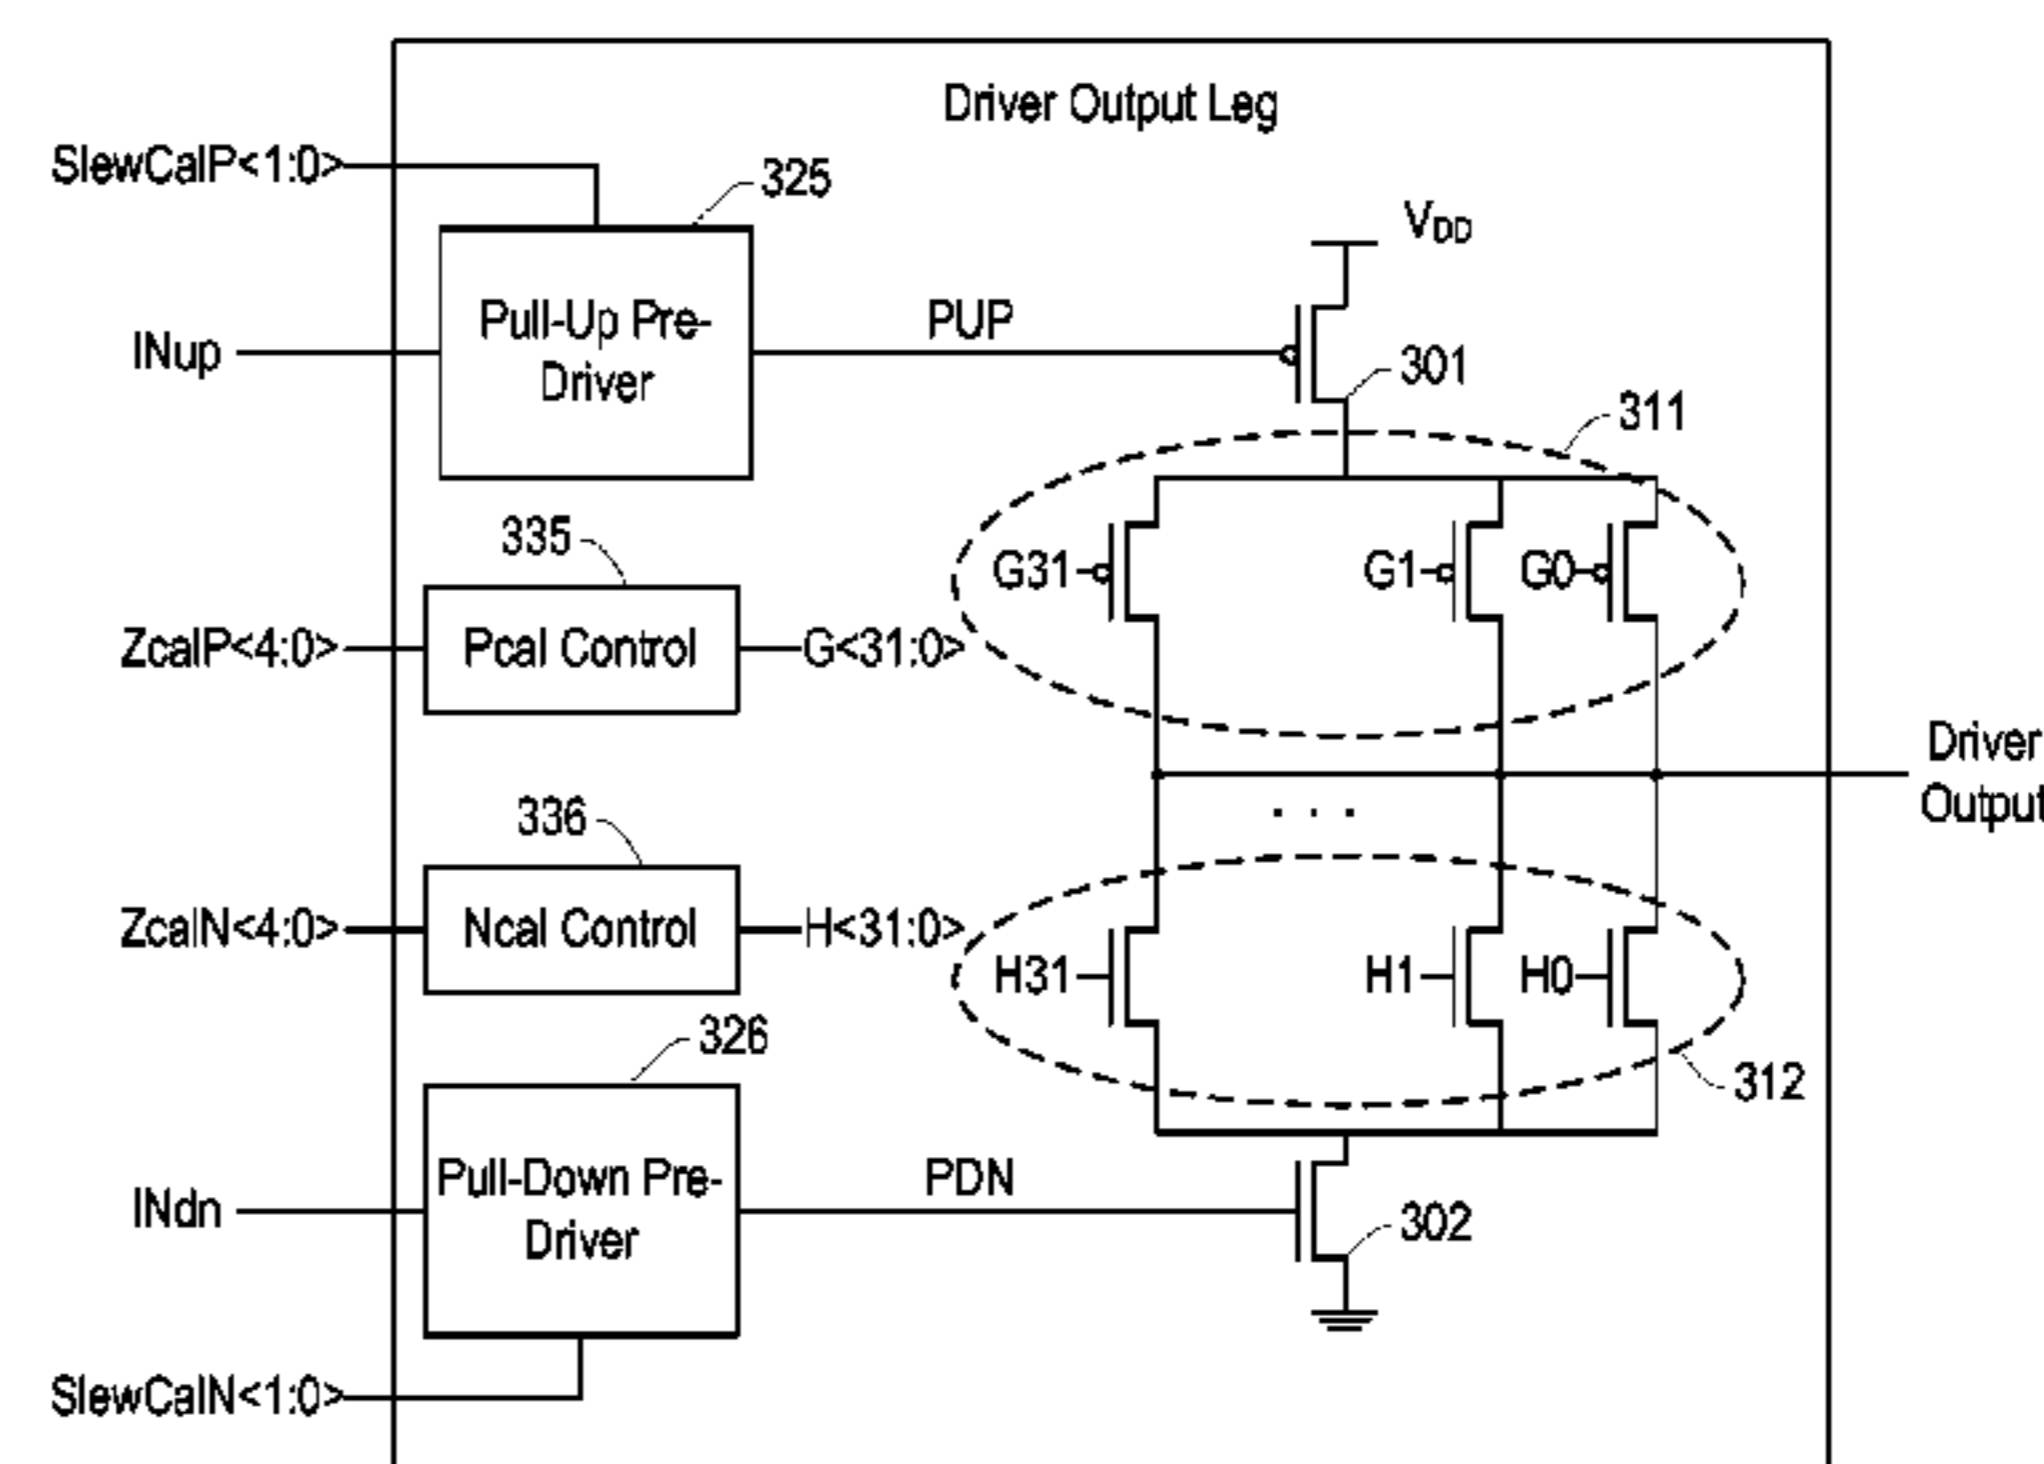 Driver Output Leg
SlewCalP<1:0>
325
VDD
Pull-Up Pre-
Driver
INup
PUP
301
311
335
G31
G1
G0
ZcalP<4:0>
Pcal Control
G<31:0>
Driver
Output
336
ZcalN<4:0>
Ncal Control
H<31:0>
H31
H1
H0
326
312
Pull-Down Pre-
Driver
INdn
PDN
302
SlewCalN<1:0>